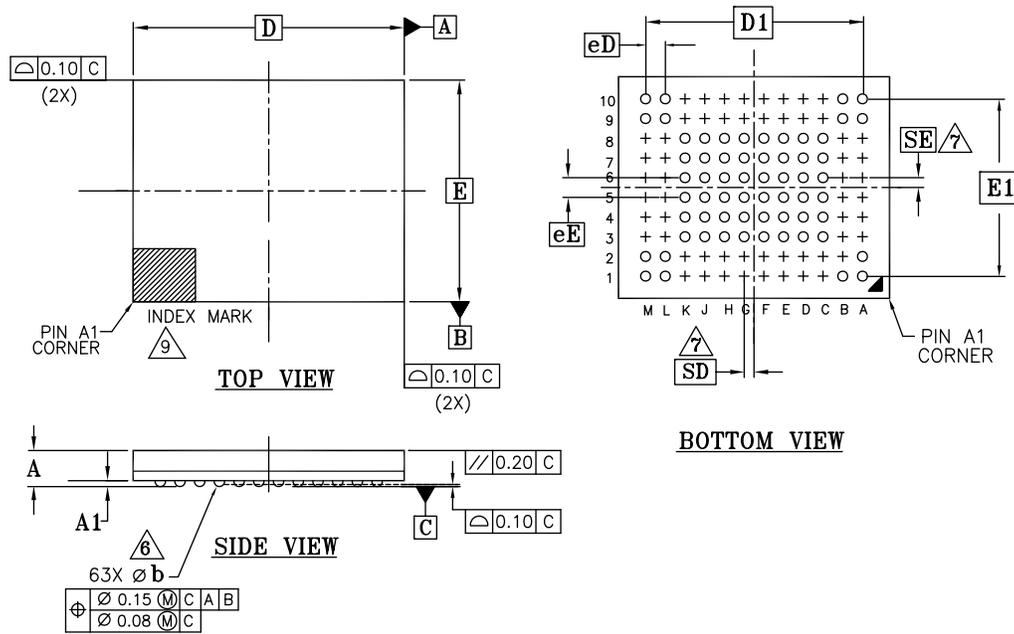 D
A
⌓ 0.10 C
(2X)
E
PIN A1
CORNER
INDEX MARK
9
B
TOP VIEW
⌓ 0.10 C
(2X)
D1
eD
10
9
8
7
6
5
4
3
2
1
M L K J H G F E D C B A
SE 7
E1
eE
7
SD
PIN A1
CORNER
BOTTOM VIEW
A
A1
// 0.20 C
C
⌓ 0.10 C
6
SIDE VIEW
63X ⌀ b
⌖ ⌀ 0.15 Ⓜ C A B
⌀ 0.08 Ⓜ C